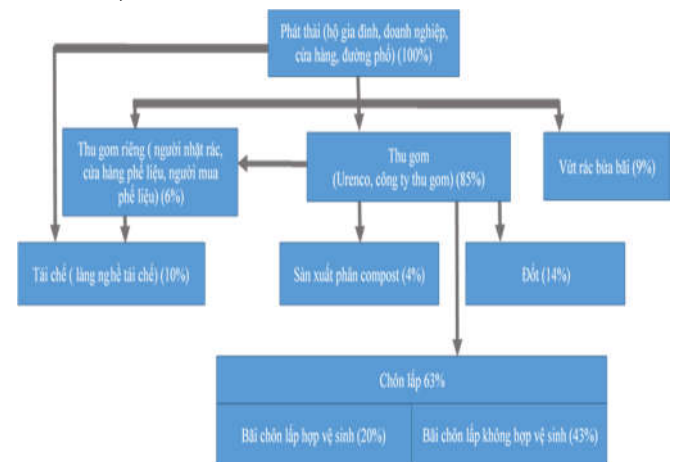 Phát thải (hộ gia đình, doanh nghiệp,
cửa hàng, đường phố) (100%)
Thu gom riêng ( người nhặt rác,
cửa hàng phế liệu, người mua
phế liệu) (6%)
Thu gom
(Urenco, công ty thu gom) (85%)
Vứt rác bừa bãi (9%)
Tái chế ( làng nghề tái chế) (10%)
Sản xuất phân compost (4%)
Đốt (14%)
Chôn lấp 63%
Bãi chôn lấp hợp vệ sinh (20%)
Bãi chôn lấp không hợp vệ sinh (43%)